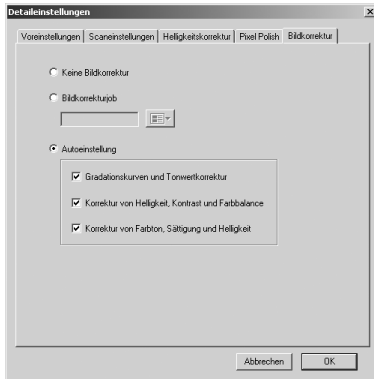 Detaileinstellungen
Voreinstellungen Scaneinstellungen Helligkeitskorrektur Pixel Polish Bildkorrektur
Keine Bildkorrektur
Bildkorrekturjob
Autoeinstellung
Gradationskurven und Tonwertkorrektur
Korrektur von Helligkeit, Kontrast und Farbbalance
Korrektur von Farbton, Sättigung und Helligkeit
Abbrechen OK